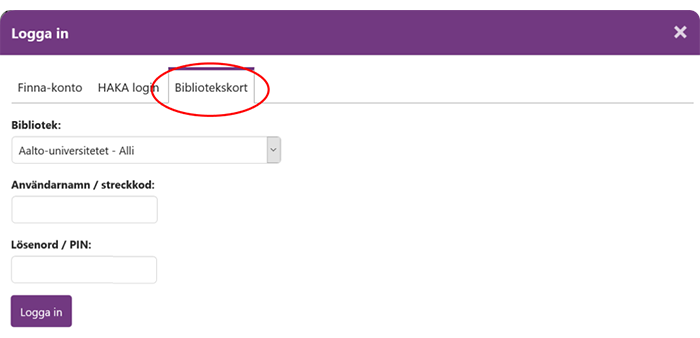 Logga in
Finna-konto HAKA login Bibliotekskort
Bibliotek:
Aalto-universitetet - Alli
Användarnamn / streckkod:
Lösenord / PIN:
Logga in